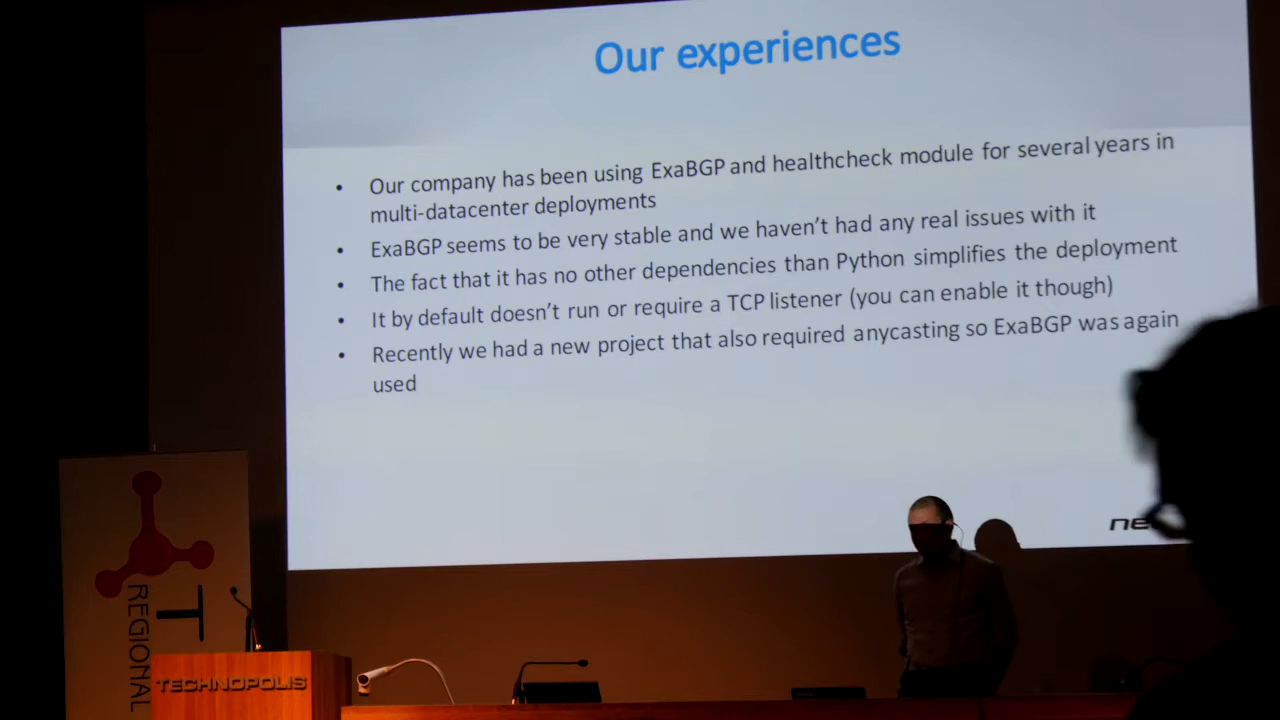 Our experiences
• Our company has been using ExaBGP and healthcheck module for several years in
multi-datacenter deployments
• ExaBGP seems to be very stable and we haven't had any real issues with it
• The fact that it has no other dependencies than Python simplifies the deployment
• It by default doesn't run or require a TCP listener (you can enable it though)
• Recently we had a new project that also required anycasting so ExaBGP was again
used
ne
T
REGIONAL
TECHNOPOLIS